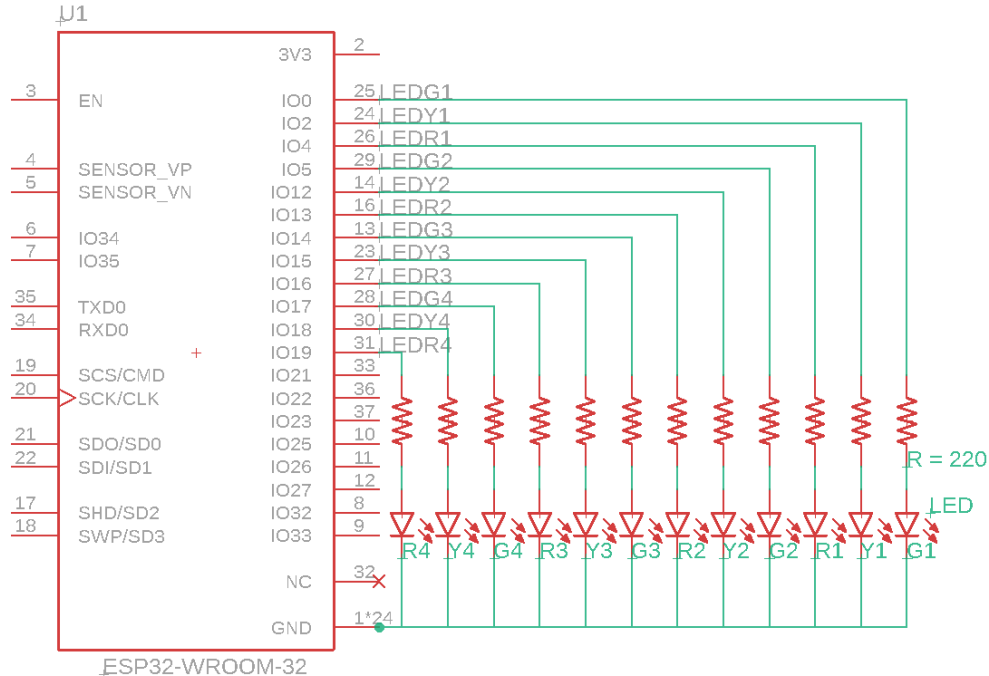 U1
2
3V3
3 EN
25 LEDG1
IO0
24 LEDY1
IO2
26 LEDR1
IO4
4 SENSOR_VP
29 LEDG2
IO5
5 SENSOR_VN
14 LEDY2
IO12
16 LEDR2
IO13
6 IO34
13 LEDG3
IO14
7 IO35
23 LEDY3
IO15
27 LEDR3
IO16
35 TXD0
28 LEDG4
IO17
34 RXD0
30 LEDY4
IO18
31 LEDR4
IO19
19 SCS/CMD
33
IO21
20 SCK/CLK
36
IO22
37
IO23
21 SDO/SD0
10
IO25
22 SDI/SD1
11
IO26
R = 220
12
IO27
17 SHD/SD2
8
IO32
LED
18 SWP/SD3
9
IO33
R4 Y4 G4 R3 Y3 G3 R2 Y2 G2 R1 Y1 G1
32
NC
1*24
GND
ESP32-WROOM-32